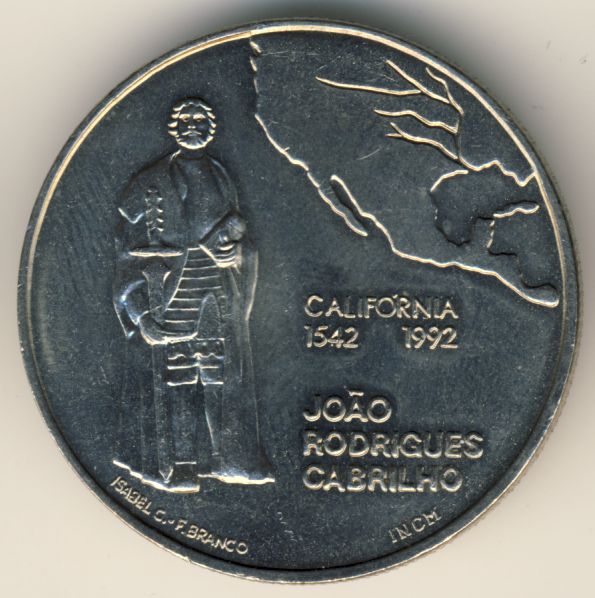 CALIFÓRNIA
1542 1992
JOÃO
RODRIGUES
CABRILHO
ISABEL C.-F. BRANCO
INCM